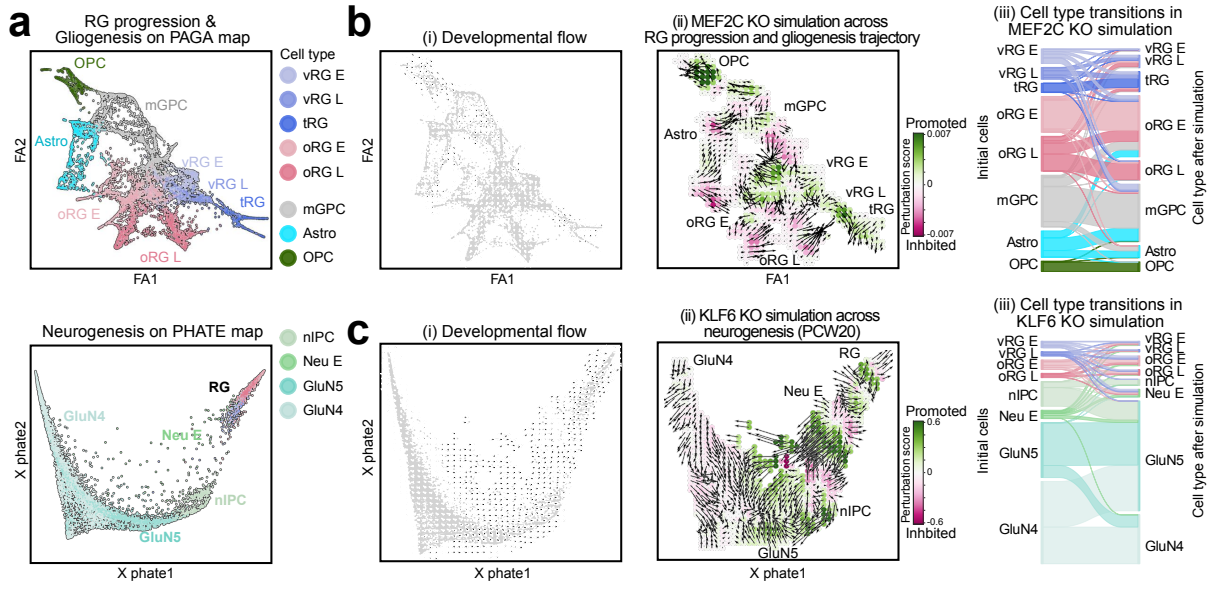 a
RG progression &
Gliogenesis on PAGA map
OPC
mGPC
Astro
vRG E
vRG L
tRG
oRG E
oRG L
FA2
FA1
Cell type
vRG E
vRG L
tRG
oRG E
oRG L
mGPC
Astro
OPC
Neurogenesis on PHATE map
RG
GluN4
Neu E
nIPC
GluN5
X phate2
X phate1
nIPC
Neu E
GluN5
GluN4
b
(i) Developmental flow
FA2
FA1
(ii) MEF2C KO simulation across
RG progression and gliogenesis trajectory
OPC
mGPC
Astro
vRG E
vRG L
tRG
oRG E
oRG L
Promoted
0.007
0
-0.007
Inhbited
Perturbation score
(iii) Cell type transitions in
MEF2C KO simulation
Initial cells
vRG E
vRG L
tRG
oRG E
oRG L
mGPC
Astro
OPC
vRG E
vRG L
tRG
oRG E
oRG L
mGPC
Astro
OPC
Cell type after simulation
c
(i) Developmental flow
X phate2
X phate1
(ii) KLF6 KO simulation across
neurogenesis (PCW20)
GluN4
RG
Neu E
nIPC
GluN5
X phate1
Promoted
0.6
0
-0.6
Inhbited
Perturbation score
(iii) Cell type transitions in
KLF6 KO simulation
Initial cells
vRG E
vRG L
oRG E
oRG L
nIPC
Neu E
GluN5
GluN4
vRG E
vRG L
oRG E
oRG L
nIPC
Neu E
GluN5
GluN4
Cell type after simulation